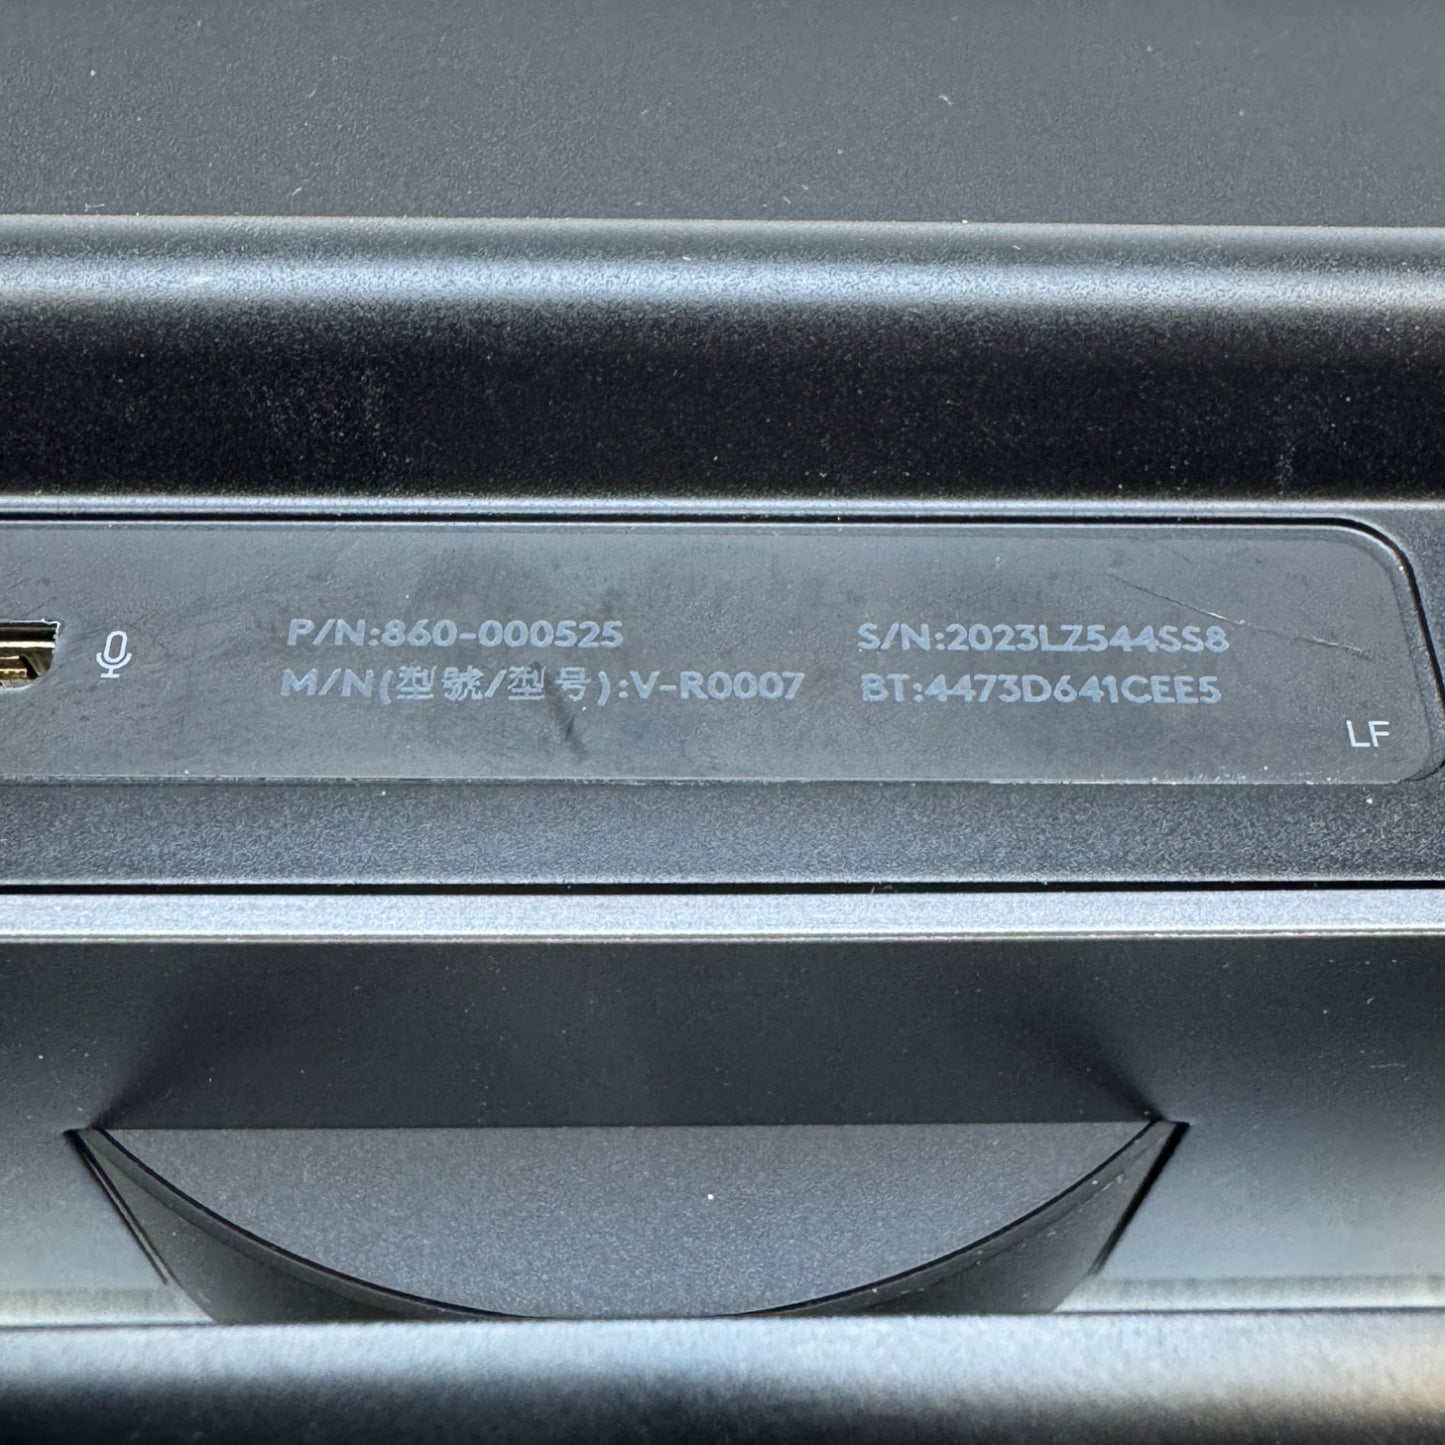 P/N:860-000525
M/N(型號/型号):V-R0007
S/N:2023LZ544SS8
BT:4473D641CEE5
LF